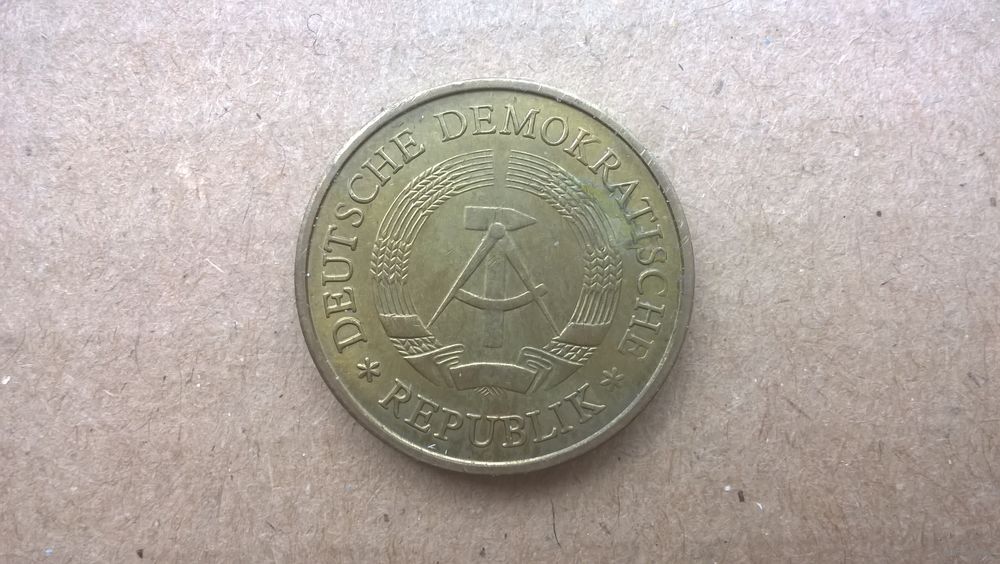 DEUTSCHE DEMOKRATISCHE
* REPUBLIK *